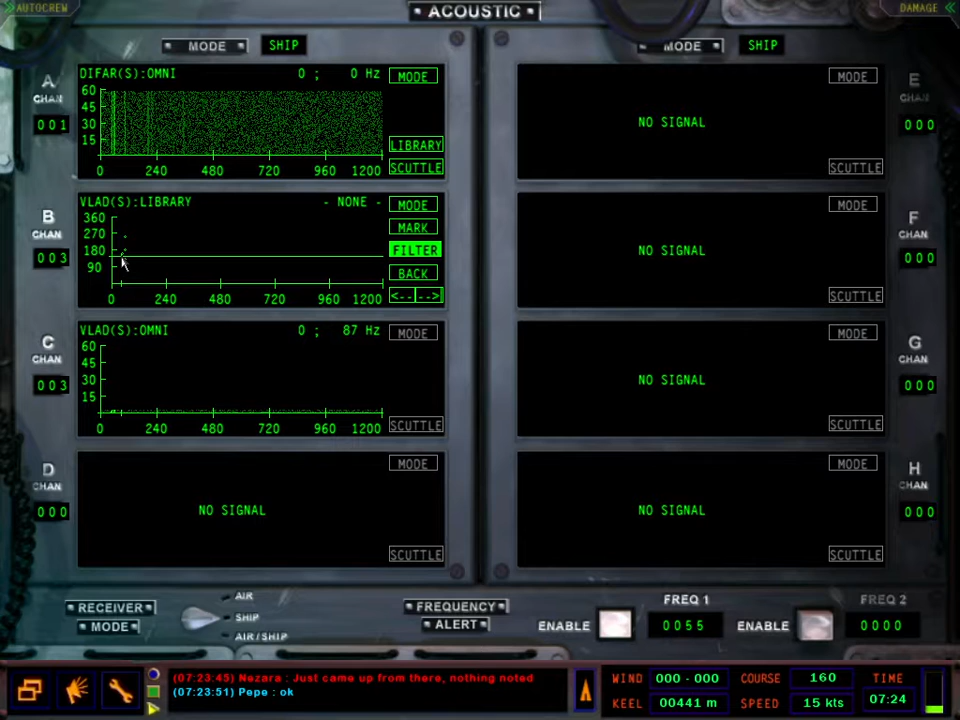 AUTOCREW
ACOUSTIC
DAMAGE
MODE SHIP
MODE SHIP
A
CHAN
001
DIFAR(S):OMNI 0 ; 0 Hz
MODE
60
45
30
15
LIBRARY
SCUTTLE
0 240 480 720 960 1200
B
CHAN
003
VLAD(S):LIBRARY - NONE -
MODE
360
270
180
90
MARK
FILTER
BACK
<-- -->
0 240 480 720 960 1200
C
CHAN
003
VLAD(S):OMNI 0 ; 87 Hz
MODE
60
45
30
15
SCUTTLE
0 240 480 720 960 1200
D
CHAN
000
MODE
NO SIGNAL
SCUTTLE
E
CHAN
000
MODE
NO SIGNAL
SCUTTLE
F
CHAN
000
MODE
NO SIGNAL
SCUTTLE
G
CHAN
000
MODE
NO SIGNAL
SCUTTLE
H
CHAN
000
MODE
NO SIGNAL
SCUTTLE
RECEIVER
MODE
AIR
SHIP
AIR/SHIP
FREQUENCY
ALERT
FREQ 1
ENABLE 0055
FREQ 2
ENABLE 0000
(07:23:45) Nezara : Just came up from there, nothing noted
(07:23:51) Pepe : ok
WIND 000 - 000 COURSE 160 TIME
KEEL 00441 m SPEED 15 kts 07:24